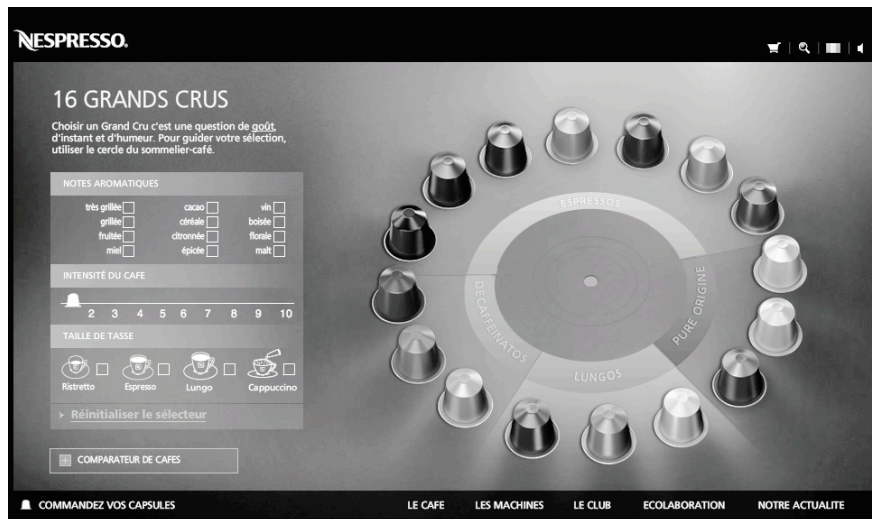 NESPRESSO.
16 GRANDS CRUS
Choisir un Grand Cru c'est une question de goût,
d'instant et d'humeur. Pour guider votre sélection,
utiliser le cercle du sommelier-café.
NOTES AROMATIQUES
très grillée cacao vin
grillée céréale boisée
fruitée citronnée florale
miel épicée malt
INTENSITÉ DU CAFE
2 3 4 5 6 7 8 9 10
TAILLE DE TASSE
Ristretto Espresso Lungo Cappuccino
Réinitialiser le sélecteur
COMPARATEUR DE CAFES
ESPRESSOS
PURE ORIGINE
LUNGOS
DECAFFEINATOS
COMMANDEZ VOS CAPSULES
LE CAFE LES MACHINES LE CLUB ECOLABORATION NOTRE ACTUALITE